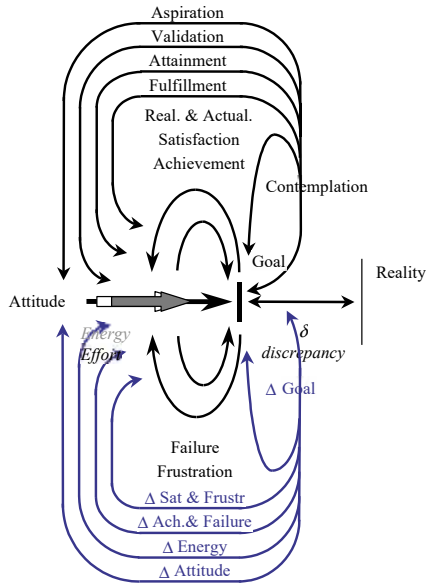 Aspiration
Validation
Attainment
Fulfillment
Real. & Actual.
Satisfaction
Achievement
Contemplation
Goal
Reality
Attitude
Energy
Effort
δ
discrepancy
Δ Goal
Failure
Frustration
Δ Sat & Frustr
Δ Ach.& Failure
Δ Energy
Δ Attitude